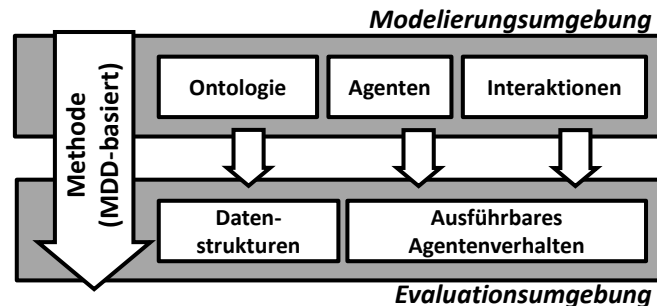 Modelierungsumgebung
Methode
(MDD-basiert)
Ontologie
Agenten
Interaktionen
Daten-
strukturen
Ausführbares
Agentenverhalten
Evaluationsumgebung